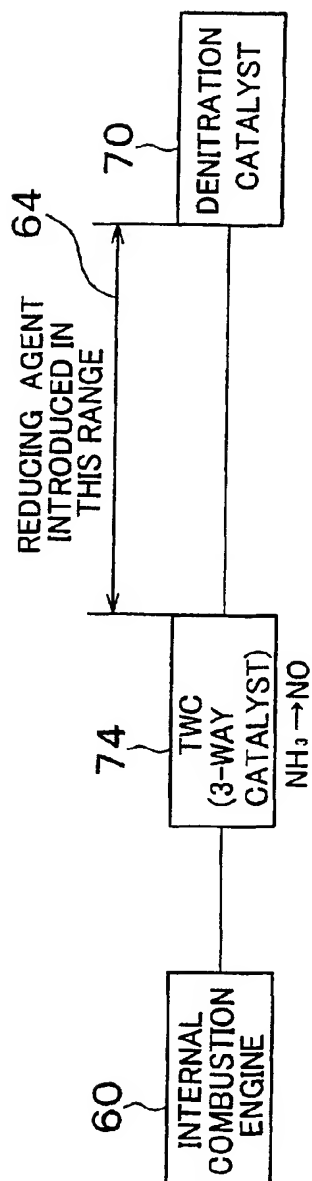 60
INTERNAL
COMBUSTION
ENGINE
74
TWC
(3-WAY
CATALYST)
NH₃→NO
REDUCING AGENT
INTRODUCED IN
THIS RANGE
64
70
DENITRATION
CATALYST